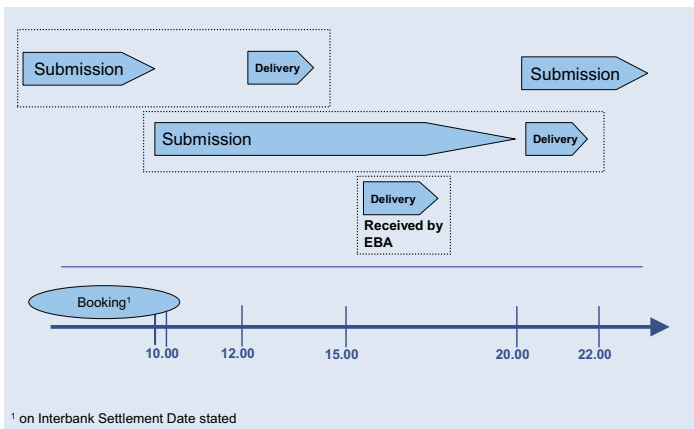 Submission
Delivery
Submission
Submission
Delivery
Delivery
Received by
EBA
Booking¹
10.00
12.00
15.00
20.00
22.00
¹ on Interbank Settlement Date stated